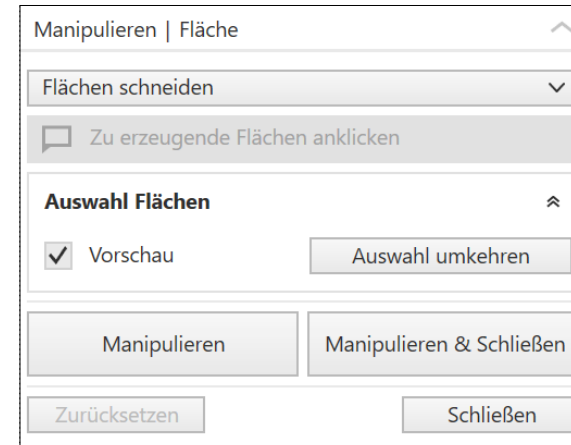 Manipulieren | Fläche
Flächen schneiden
Zu erzeugende Flächen anklicken
Auswahl Flächen
Vorschau
Auswahl umkehren
Manipulieren
Manipulieren & Schließen
Zurücksetzen
Schließen